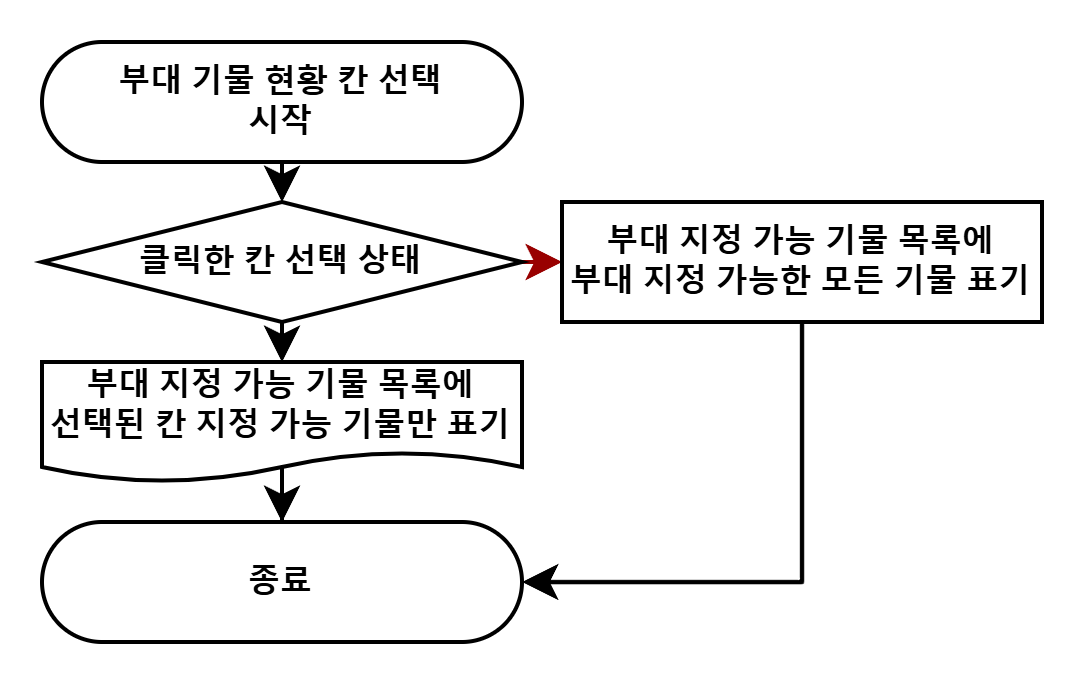 부대 기물 현황 칸 선택
시작
클릭한 칸 선택 상태
부대 지정 가능 기물 목록에
부대 지정 가능한 모든 기물 표기
부대 지정 가능 기물 목록에
선택된 칸 지정 가능 기물만 표기
종료